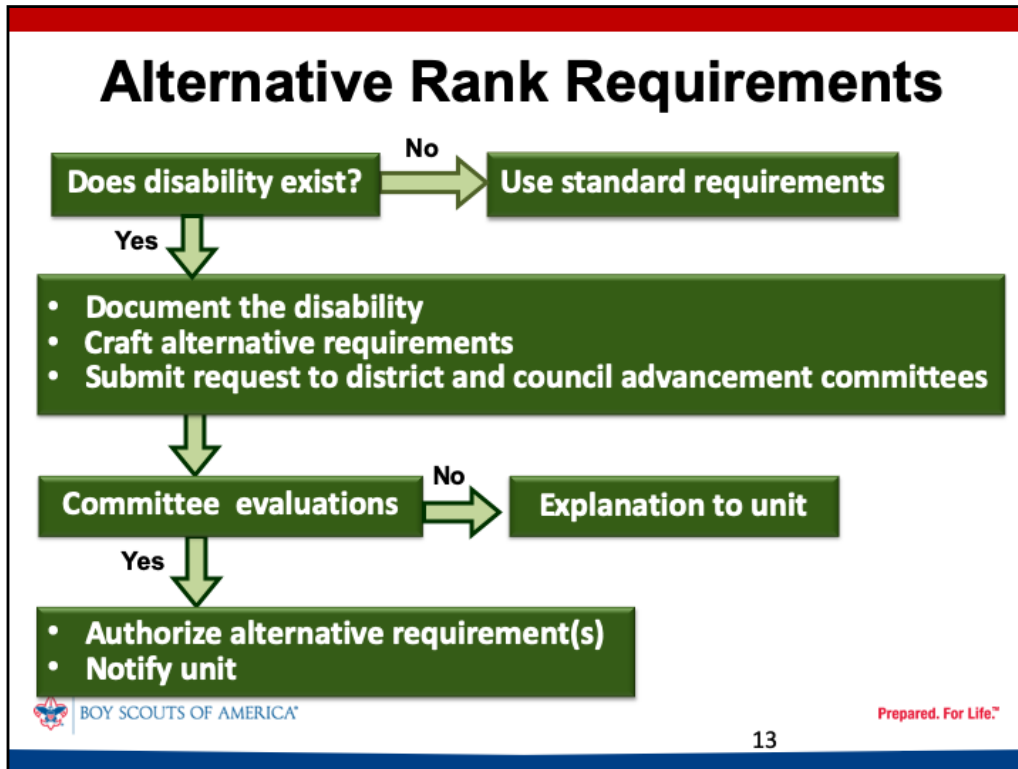 Alternative Rank Requirements
No
Does disability exist?
Use standard requirements
Yes
• Document the disability
• Craft alternative requirements
• Submit request to district and council advancement committees
No
Committee evaluations
Explanation to unit
Yes
• Authorize alternative requirement(s)
• Notify unit
BOY SCOUTS OF AMERICA®
Prepared. For Life.™
13